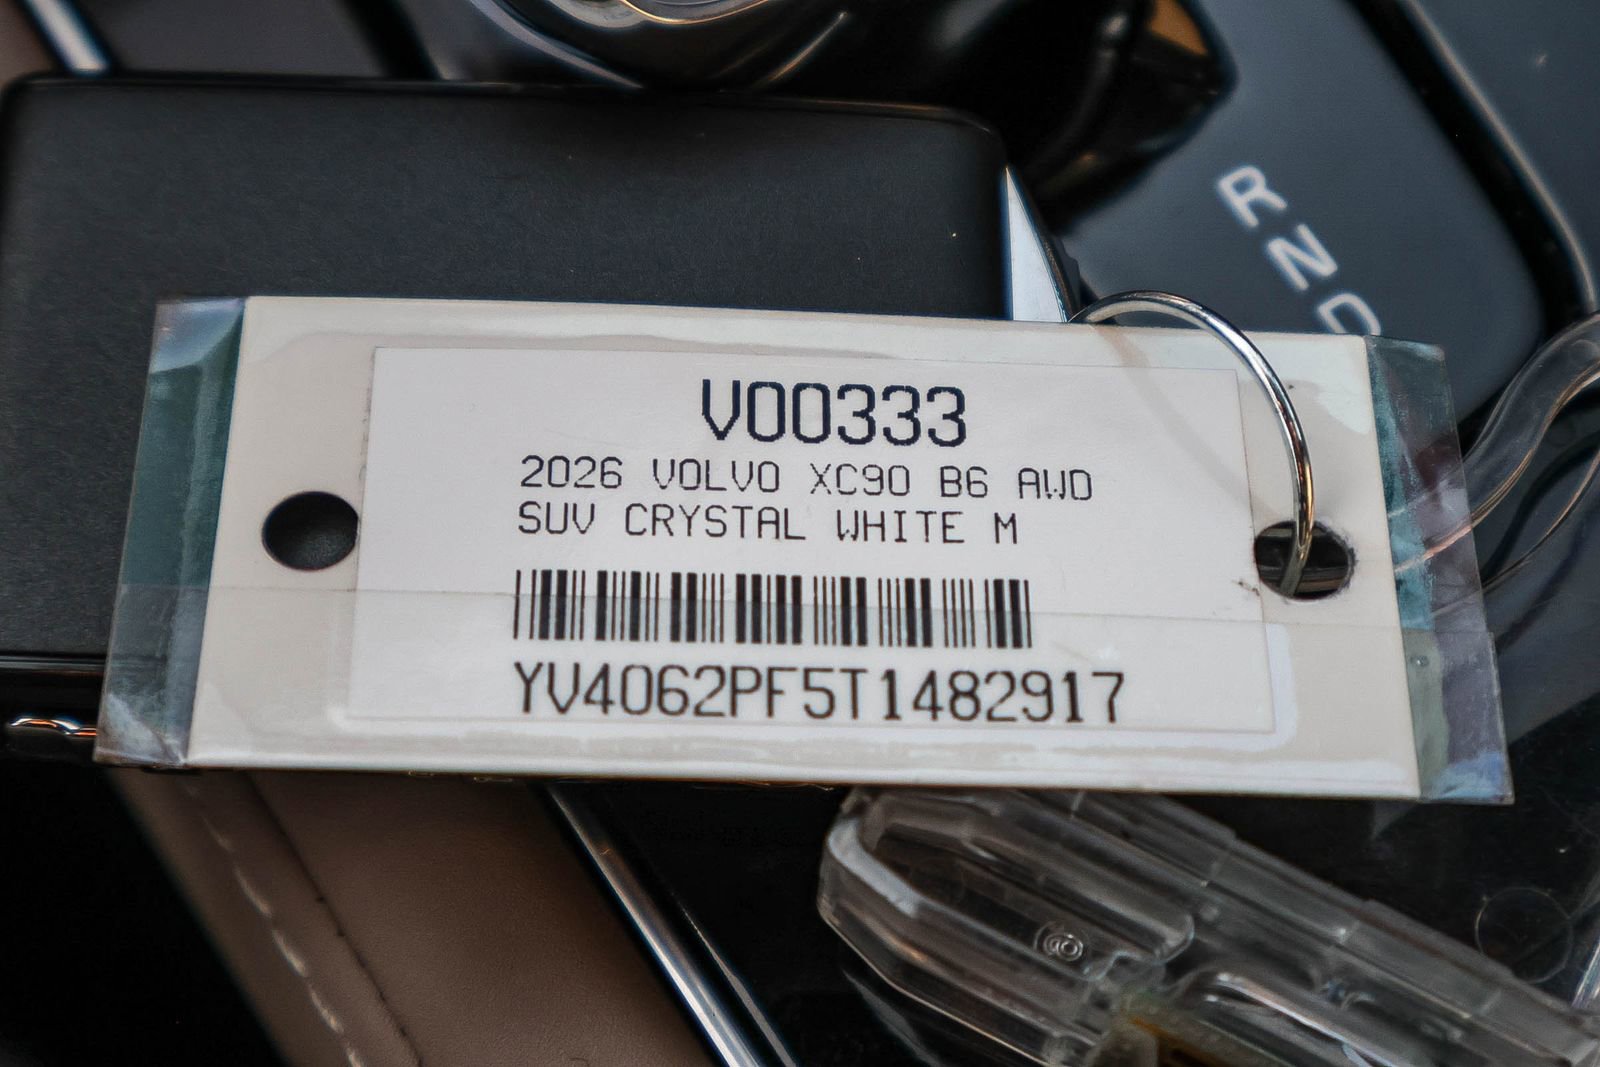 R
N
D
V00333
2026 VOLVO XC90 B6 AWD
SUV CRYSTAL WHITE M
YV4062PF5T1482917